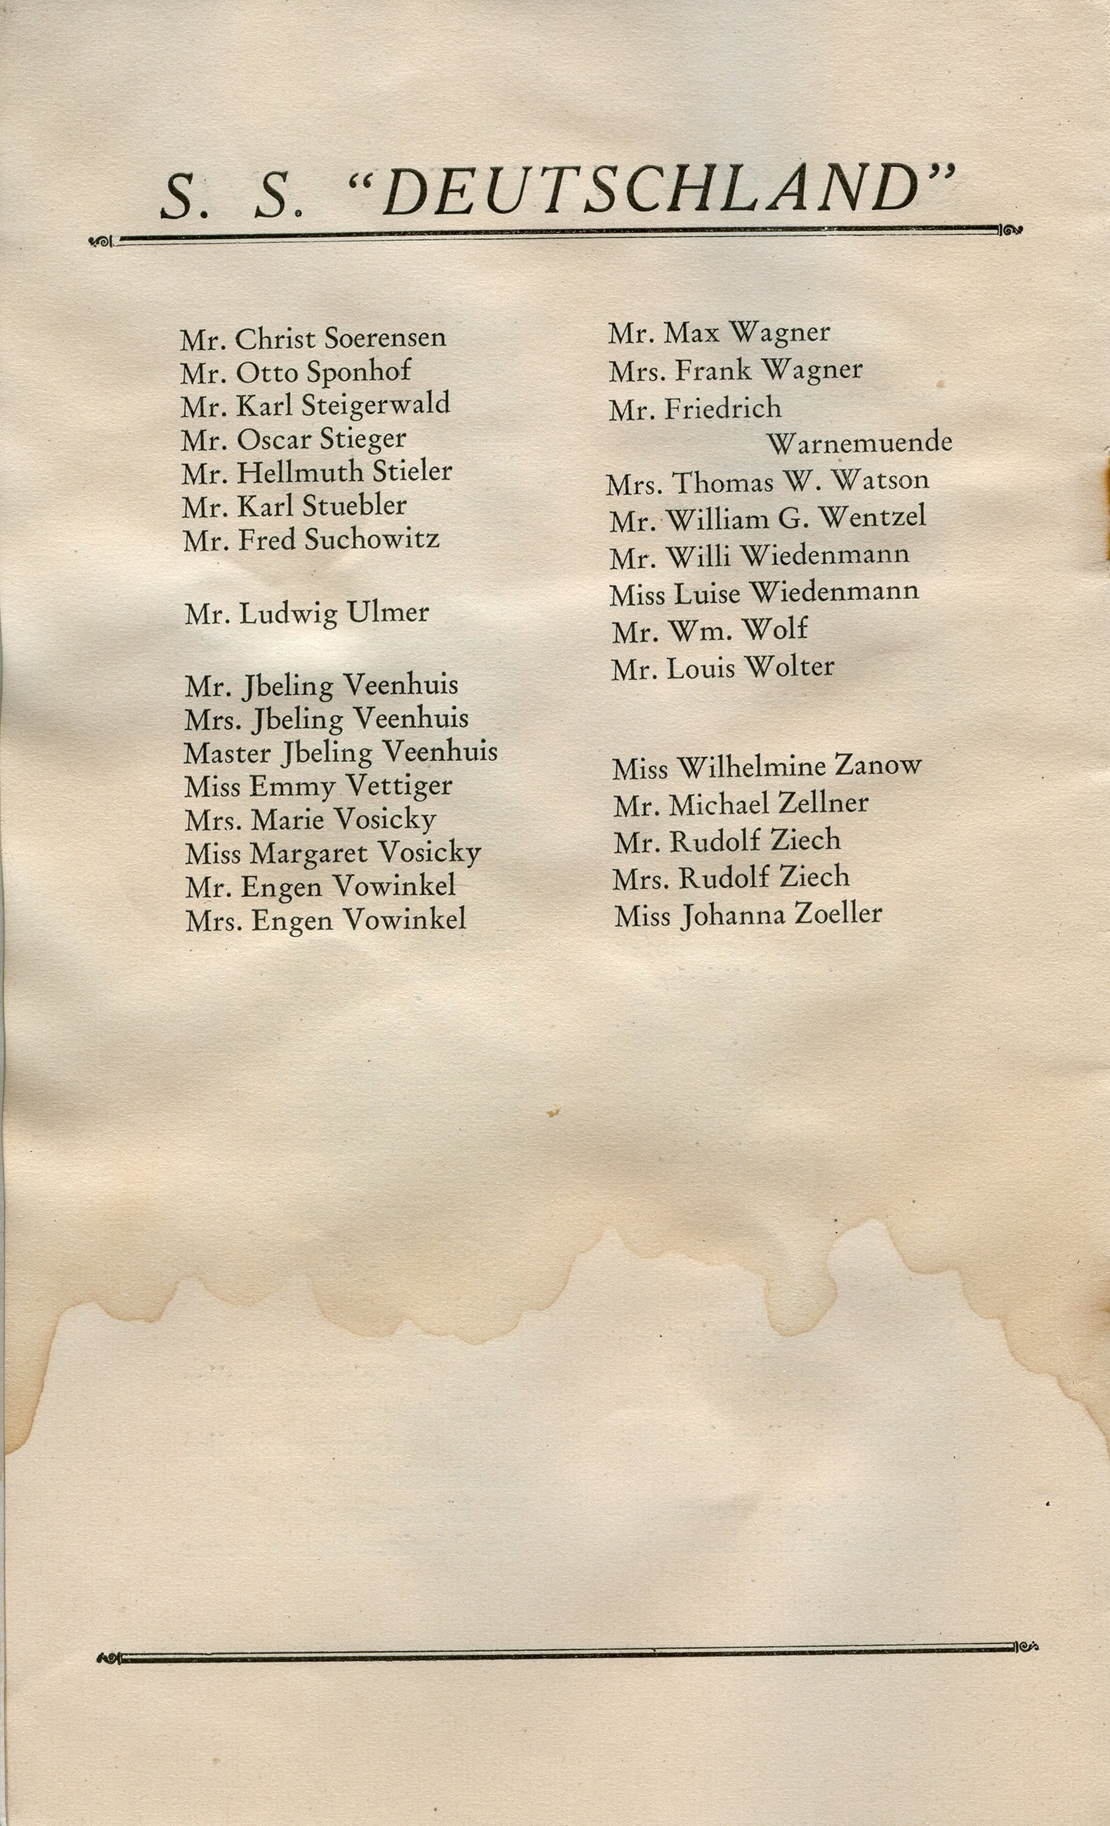 S. S. “DEUTSCHLAND”
Mr. Christ Soerensen
Mr. Otto Sponhof
Mr. Karl Steigerwald
Mr. Oscar Stieger
Mr. Hellmuth Stieler
Mr. Karl Stuebler
Mr. Fred Suchowitz
Mr. Ludwig Ulmer
Mr. Jbeling Veenhuis
Mrs. Jbeling Veenhuis
Master Jbeling Veenhuis
Miss Emmy Vettiger
Mrs. Marie Vosicky
Miss Margaret Vosicky
Mr. Engen Vowinkel
Mrs. Engen Vowinkel
Mr. Max Wagner
Mrs. Frank Wagner
Mr. Friedrich
Warnemuende
Mrs. Thomas W. Watson
Mr. William G. Wentzel
Mr. Willi Wiedenmann
Miss Luise Wiedenmann
Mr. Wm. Wolf
Mr. Louis Wolter
Miss Wilhelmine Zanow
Mr. Michael Zellner
Mr. Rudolf Ziech
Mrs. Rudolf Ziech
Miss Johanna Zoeller